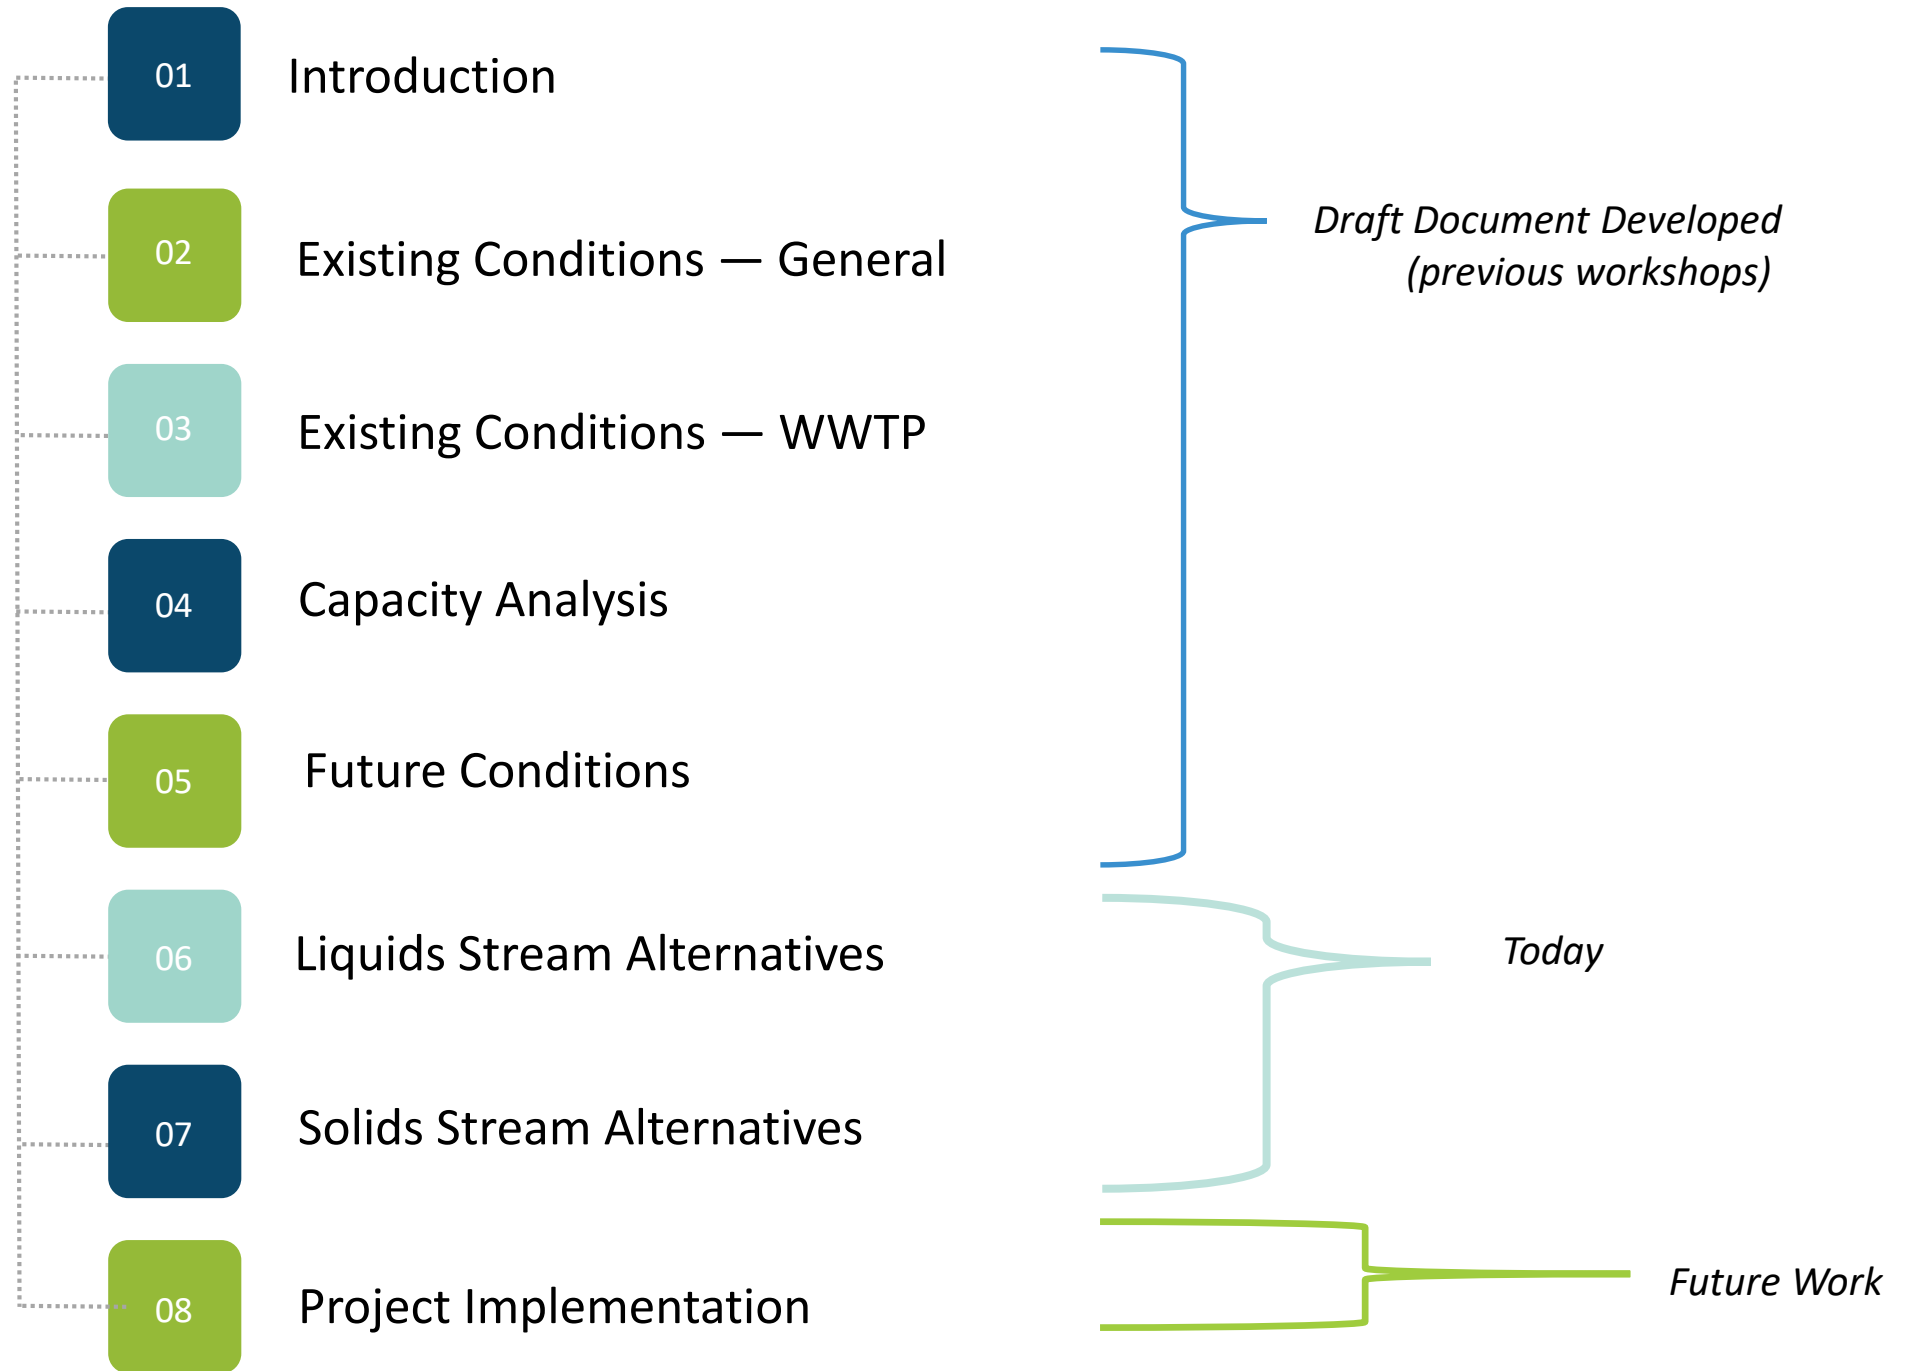 01 Introduction
02 Existing Conditions — General
03 Existing Conditions — WWTP
04 Capacity Analysis
05 Future Conditions
06 Liquids Stream Alternatives
07 Solids Stream Alternatives
08 Project Implementation
Draft Document Developed
(previous workshops)
Today
Future Work